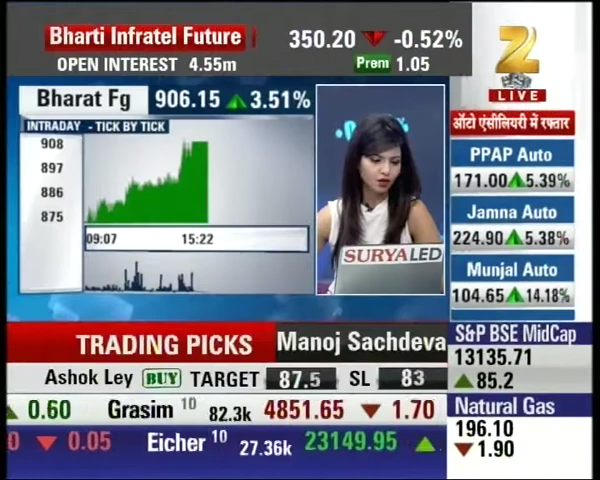 Bharti Infratel Future
350.20 -0.52%
OPEN INTEREST 4.55m
Prem 1.05
LIVE
Bharat Fg 906.15 3.51%
INTRADAY - TICK BY TICK
908
897
886
875
09:07 15:22
SURYA LED
ऑटो एंसीलियरी में रफ्तार
PPAP Auto
171.00 5.39%
Jamna Auto
224.90 5.38%
Munjal Auto
104.65 14.18%
TRADING PICKS Manoj Sachdeva
Ashok Ley BUY TARGET 87.5 SL 83
S&P BSE MidCap
13135.71
85.2
0.60 Grasim 10 82.3k 4851.65 1.70
Natural Gas
196.10
1.90
0 0.05 Eicher 10 27.36k 23149.95